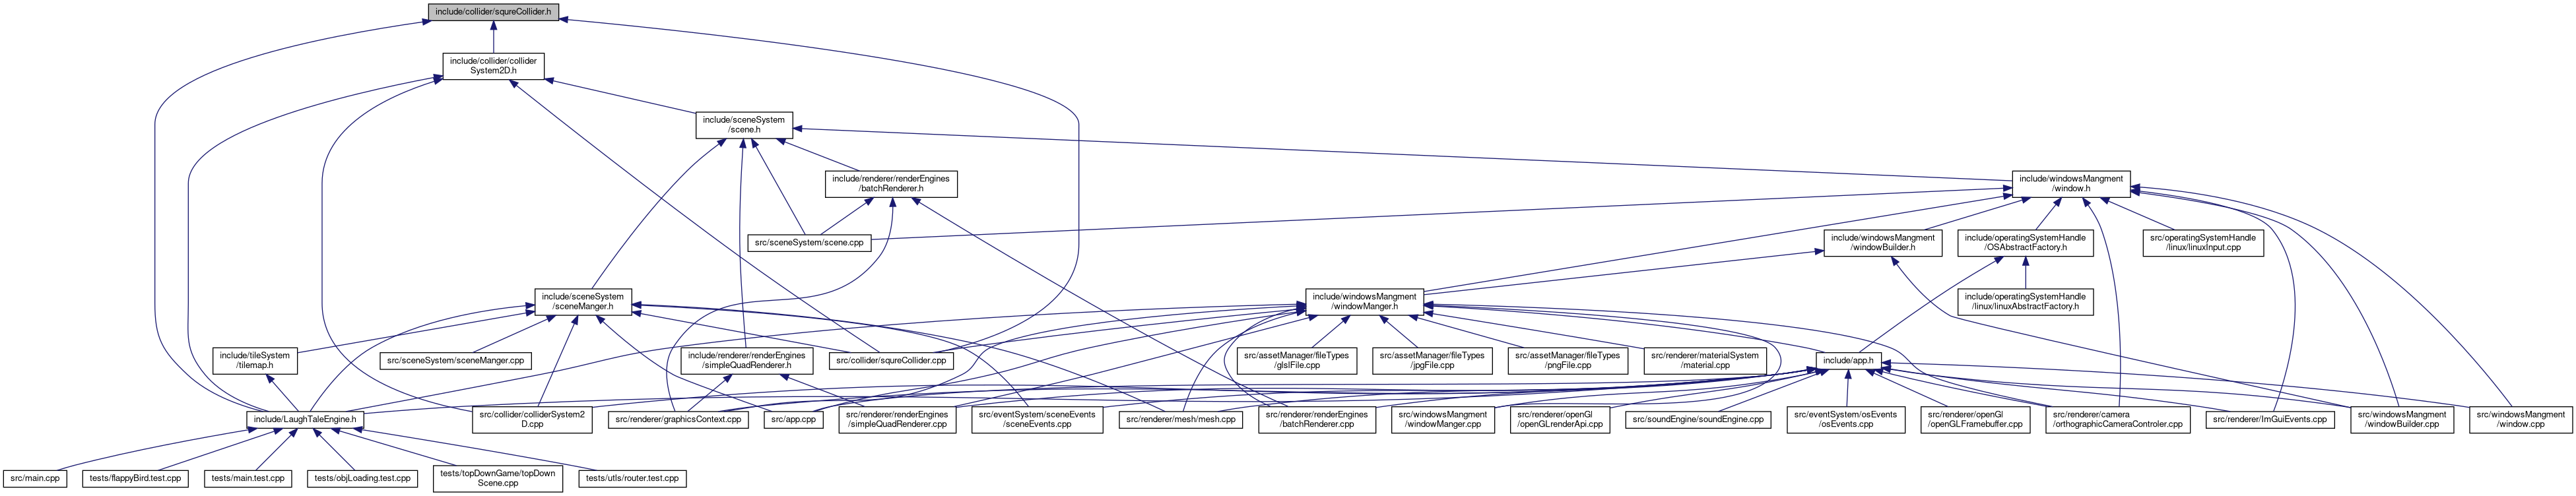 include/collider/squreCollider.h
include/collider/collider
System2D.h
include/sceneSystem
/scene.h
include/renderer/renderEngines
/batchRenderer.h
include/windowsMangment
/window.h
src/sceneSystem/scene.cpp
include/windowsMangment
/windowBuilder.h
include/operatingSystemHandle
/OSAbstractFactory.h
src/operatingSystemHandle
/linux/linuxInput.cpp
include/sceneSystem
/sceneManger.h
include/windowsMangment
/windowManger.h
include/operatingSystemHandle
/linux/linuxAbstractFactory.h
include/tileSystem
/tilemap.h
src/sceneSystem/sceneManger.cpp
include/renderer/renderEngines
/simpleQuadRenderer.h
src/collider/squreCollider.cpp
src/assetManager/fileTypes
/glslFile.cpp
src/assetManager/fileTypes
/jpgFile.cpp
src/assetManager/fileTypes
/pngFile.cpp
src/renderer/materialSystem
/material.cpp
include/app.h
include/LaughTaleEngine.h
src/collider/colliderSystem2
D.cpp
src/renderer/graphicsContext.cpp
src/app.cpp
src/renderer/renderEngines
/simpleQuadRenderer.cpp
src/eventSystem/sceneEvents
/sceneEvents.cpp
src/renderer/mesh/mesh.cpp
src/renderer/renderEngines
/batchRenderer.cpp
src/windowsMangment
/windowManger.cpp
src/renderer/openGl
/openGLrenderApi.cpp
src/soundEngine/soundEngine.cpp
src/eventSystem/osEvents
/osEvents.cpp
src/renderer/openGl
/openGLFramebuffer.cpp
src/renderer/camera
/orthographicCameraControler.cpp
src/renderer/ImGuiEvents.cpp
src/windowsMangment
/windowBuilder.cpp
src/windowsMangment
/window.cpp
src/main.cpp
tests/flappyBird.test.cpp
tests/main.test.cpp
tests/objLoading.test.cpp
tests/topDownGame/topDown
Scene.cpp
tests/utls/router.test.cpp